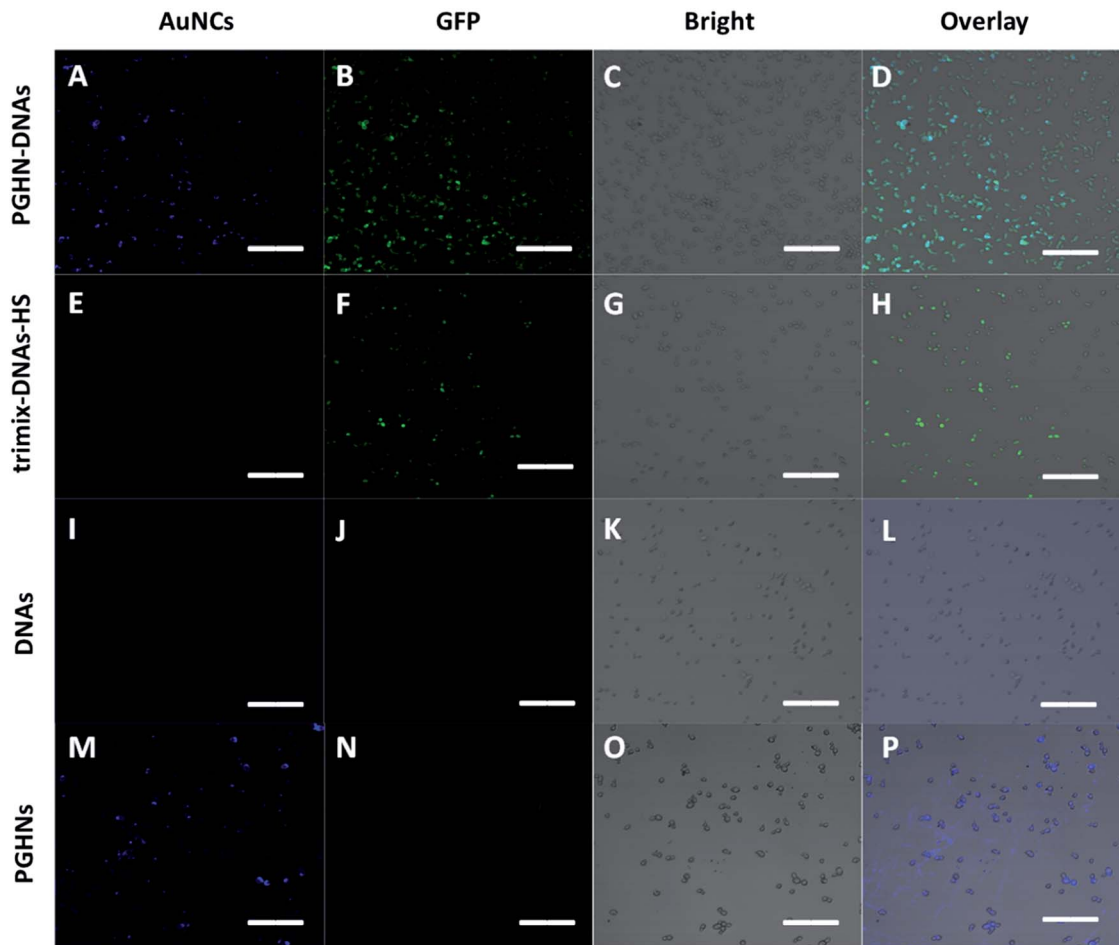 AuNCs GFP Bright Overlay
PGHN-DNAs
A B C D
trimix-DNAs-HS
E F G H
DNAs
I J K L
PGHNs
M N O P